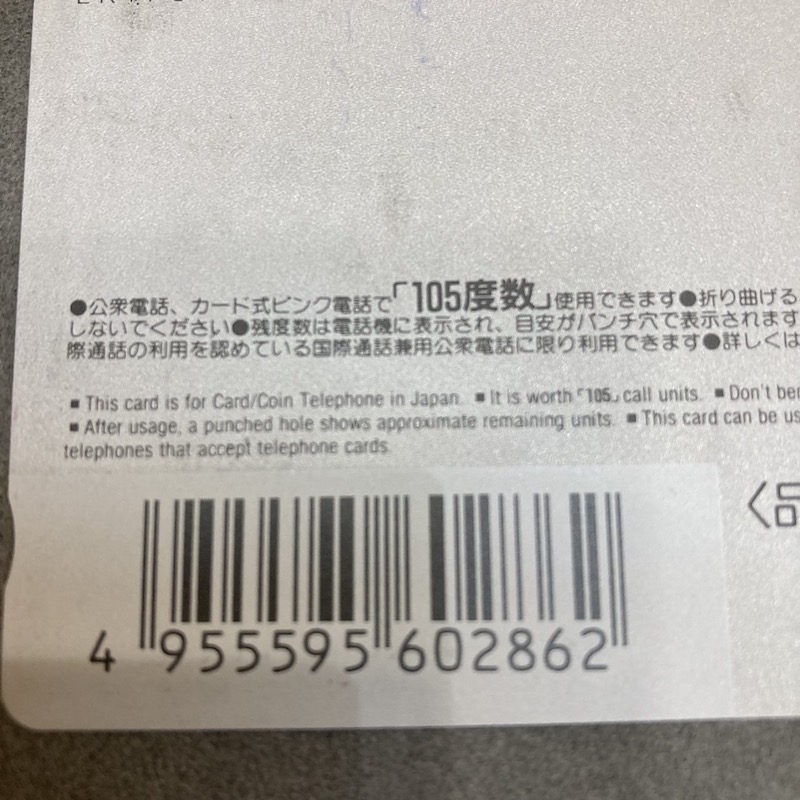 ●公衆電話、カード式ピンク電話で「105度数」使用できます●折り曲げる
しないでください●残度数は電話機に表示され、目安がパンチ穴で表示されます
際通話の利用を認めている国際通話兼用公衆電話に限り利用できます●詳しくは
■ This card is for Card/Coin Telephone in Japan. ■ It is worth「105」call units. ■ Don't ben
■ After usage, a punched hole shows approximate remaining units. ■ This card can be us
telephones that accept telephone cards.
〈品
4 955595 602862